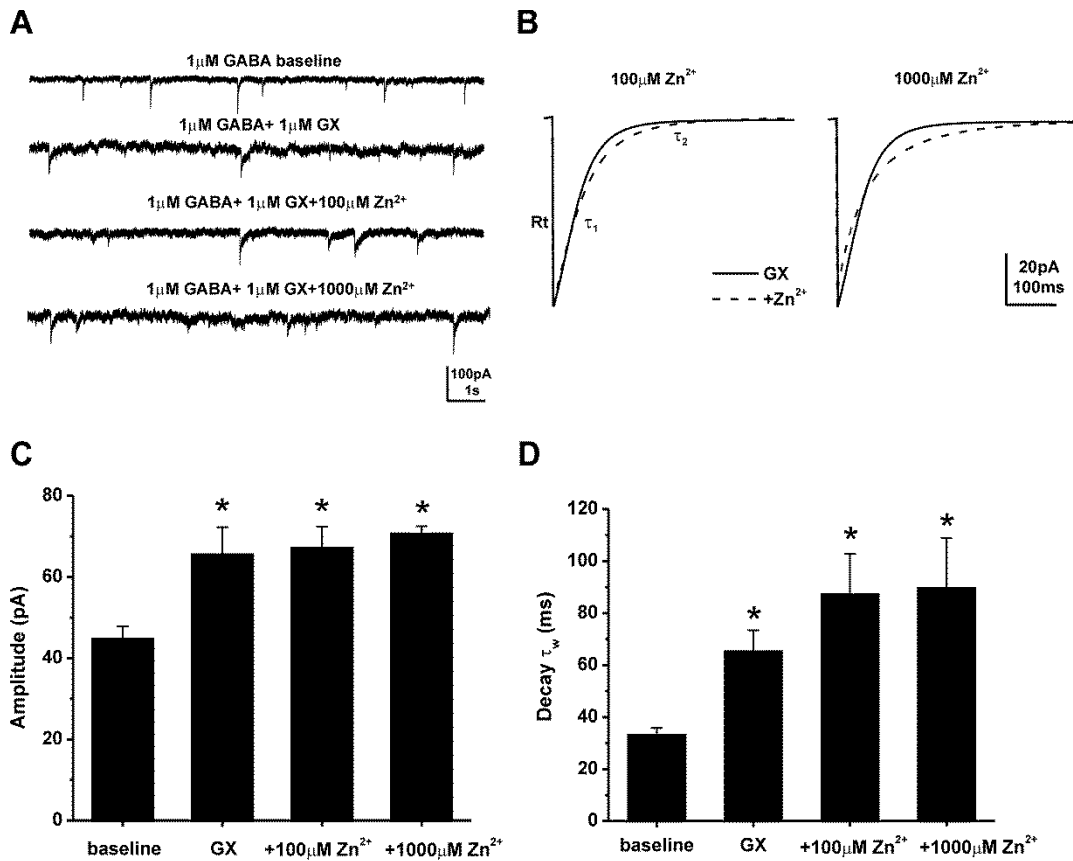 A
1μM GABA baseline
1μM GABA+ 1μM GX
1μM GABA+ 1μM GX+100μM Zn²⁺
1μM GABA+ 1μM GX+1000μM Zn²⁺
100pA
1s
B
100μM Zn²⁺
1000μM Zn²⁺
Rt
τ₁
τ₂
GX
+Zn²⁺
20pA
100ms
C
Amplitude (pA)
80
60
40
20
0
* * *
baseline GX +100μM Zn²⁺ +1000μM Zn²⁺
D
Decay τw (ms)
120
100
80
60
40
20
0
* * *
baseline GX +100μM Zn²⁺ +1000μM Zn²⁺